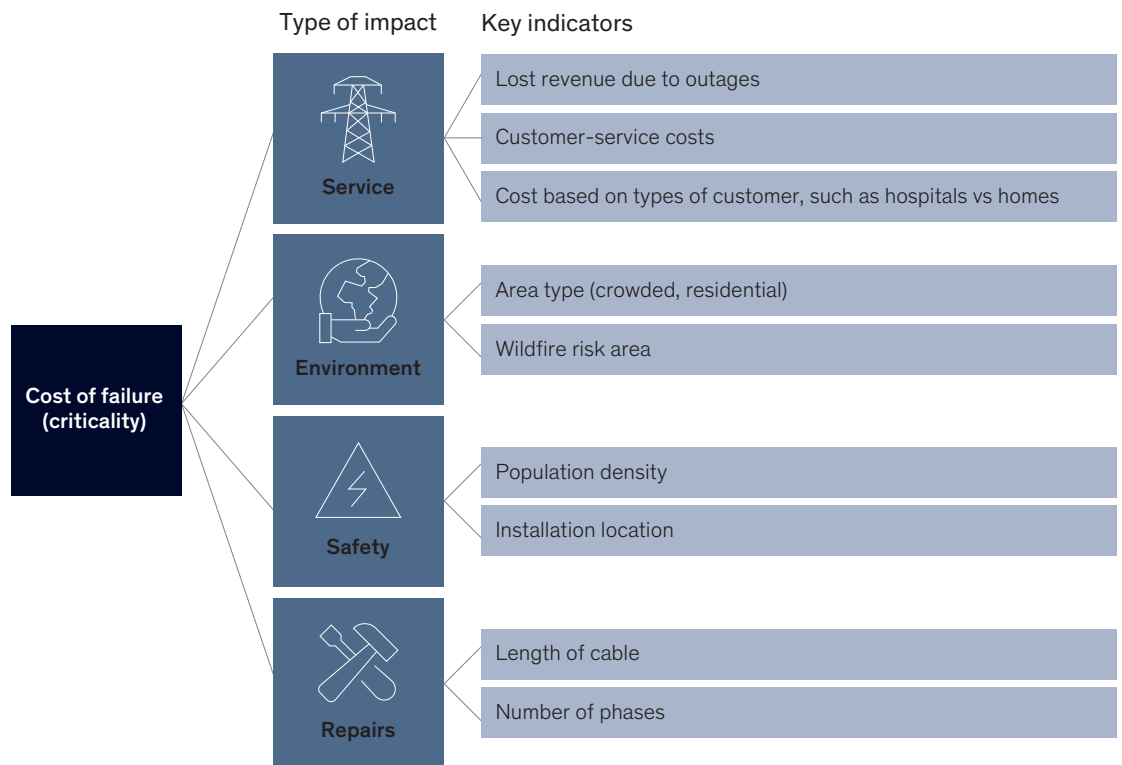 Type of impact
Key indicators
Cost of failure
(criticality)
Service
Lost revenue due to outages
Customer-service costs
Cost based on types of customer, such as hospitals vs homes
Environment
Area type (crowded, residential)
Wildfire risk area
Safety
Population density
Installation location
Repairs
Length of cable
Number of phases